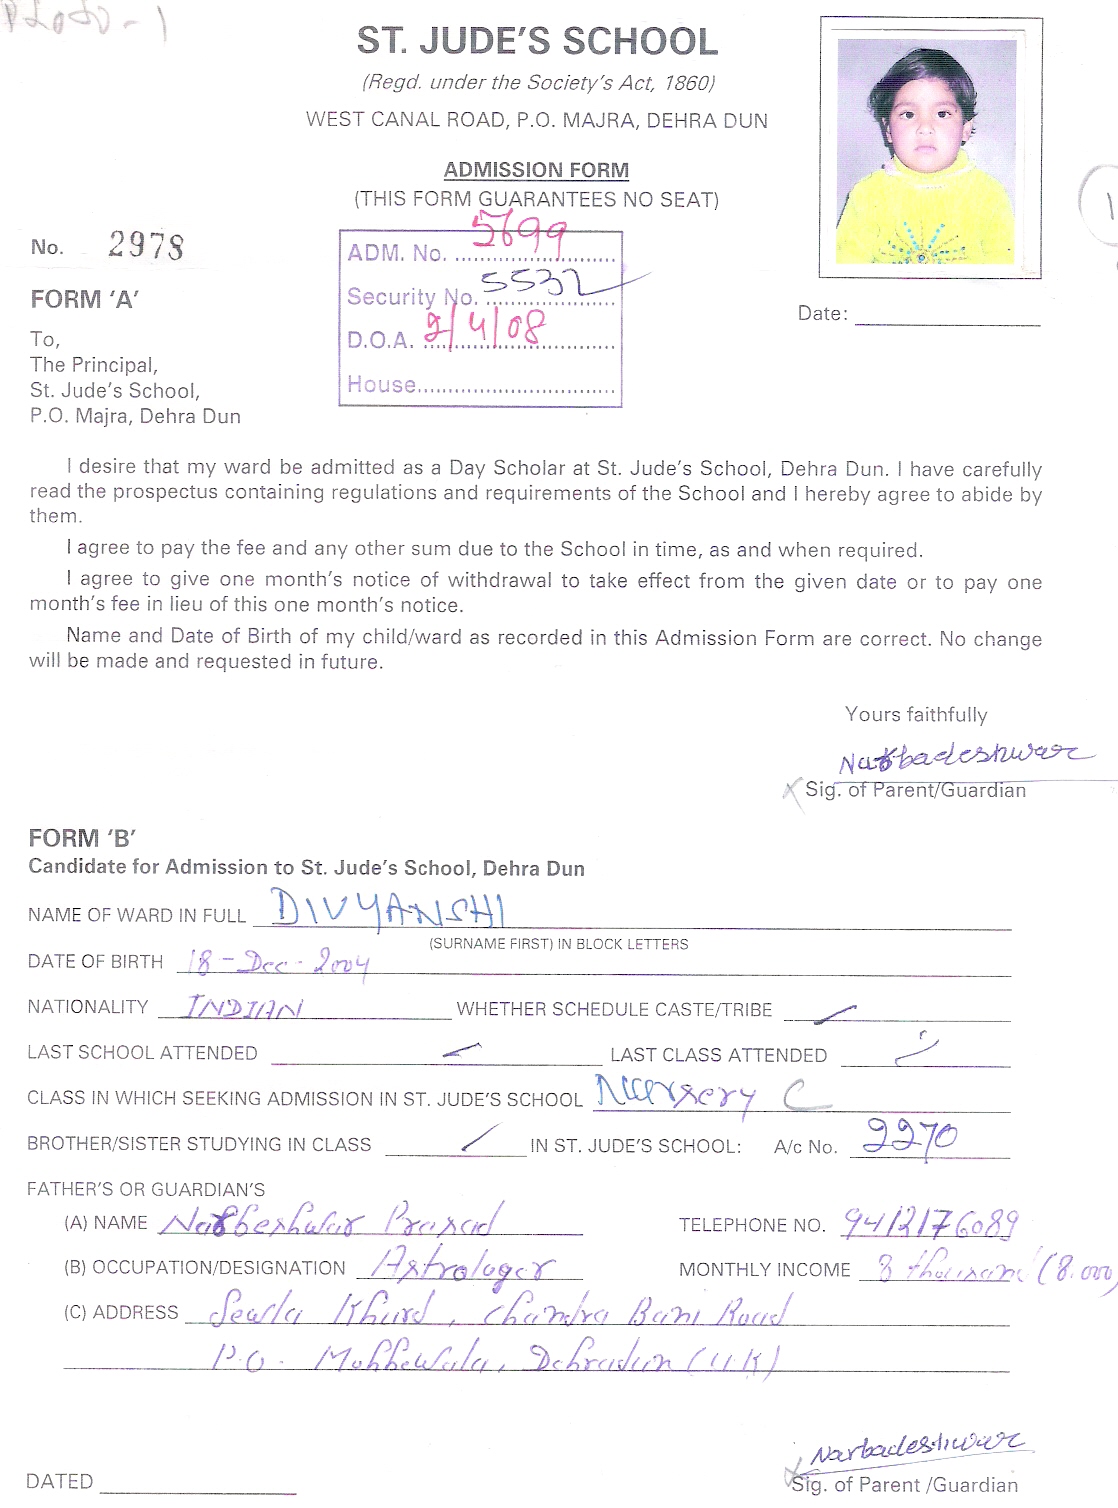 ST. JUDE'S SCHOOL
(Regd. under the Society's Act, 1860)
WEST CANAL ROAD, P.O. MAJRA, DEHRA DUN
ADMISSION FORM
(THIS FORM GUARANTEES NO SEAT)
No. 2978
ADM. No. 5699
Security No. 5532
D.O.A. 2/4/08
House
FORM 'A'
Date:
To,
The Principal,
St. Jude's School,
P.O. Majra, Dehra Dun
I desire that my ward be admitted as a Day Scholar at St. Jude's School, Dehra Dun. I have carefully
read the prospectus containing regulations and requirements of the School and I hereby agree to abide by
them.
I agree to pay the fee and any other sum due to the School in time, as and when required.
I agree to give one month's notice of withdrawal to take effect from the given date or to pay one
month's fee in lieu of this one month's notice.
Name and Date of Birth of my child/ward as recorded in this Admission Form are correct. No change
will be made and requested in future.
Yours faithfully
Narbadeshwar
Sig. of Parent/Guardian
FORM 'B'
Candidate for Admission to St. Jude's School, Dehra Dun
NAME OF WARD IN FULL DIVYANSHI
(SURNAME FIRST) IN BLOCK LETTERS
DATE OF BIRTH 18-Dec-2004
NATIONALITY INDIAN WHETHER SCHEDULE CASTE/TRIBE
LAST SCHOOL ATTENDED LAST CLASS ATTENDED
CLASS IN WHICH SEEKING ADMISSION IN ST. JUDE'S SCHOOL Nursery C
BROTHER/SISTER STUDYING IN CLASS IN ST. JUDE'S SCHOOL: A/c No. 2270
FATHER'S OR GUARDIAN'S
(A) NAME Narbeshwar Prasad TELEPHONE NO. 9412176089
(B) OCCUPATION/DESIGNATION Astrologer MONTHLY INCOME 8 thousand (8.000)
(C) ADDRESS Sewla Khurd, Chandra Bani Road
P.O. Dehradun (U.K)
Narbadeshwar
DATED
Sig. of Parent /Guardian